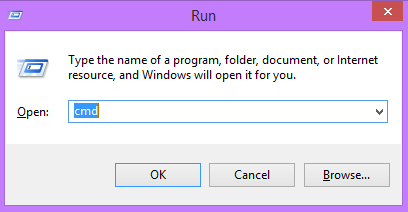 Run
Type the name of a program, folder, document, or Internet
resource, and Windows will open it for you.
Open: cmd
OK Cancel Browse...